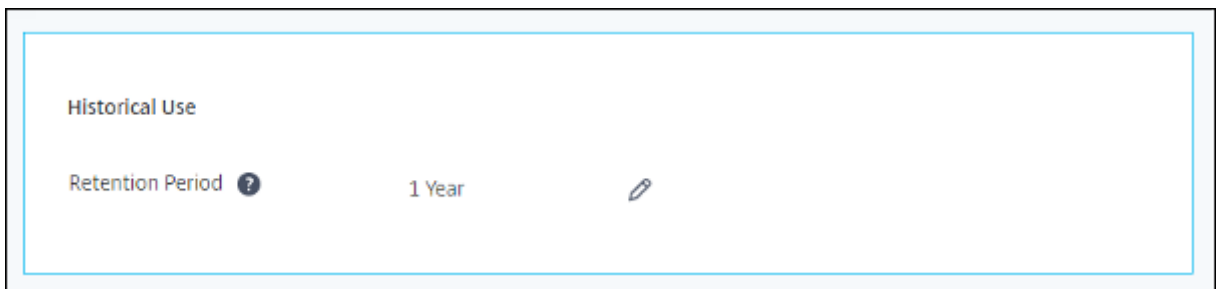 Historical Use
Retention Period ? 1 Year